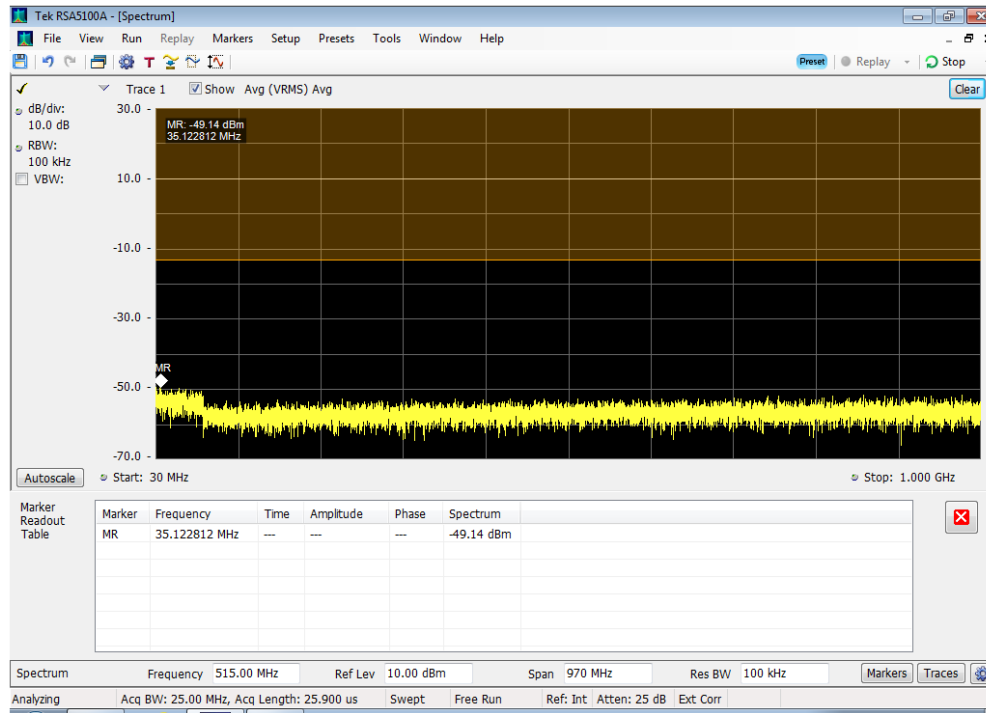 Tek RSA5100A - [Spectrum]
File View Run Replay Markers Setup Presets Tools Window Help
T Preset Replay Stop
Trace 1 Show Avg (VRMS) Avg Clear
dB/div:
10.0 dB
RBW:
100 kHz
VBW:
30.0 -
10.0 -
-10.0 -
-30.0 -
-50.0 -
-70.0 -
MR: -49.14 dBm
35.122812 MHz
MR
Autoscale Start: 30 MHz Stop: 1.000 GHz
Marker
Readout
Table
Marker Frequency Time Amplitude Phase Spectrum
MR 35.122812 MHz --- --- --- -49.14 dBm
Spectrum Frequency 515.00 MHz Ref Lev 10.00 dBm Span 970 MHz Res BW 100 kHz Markers Traces
Analyzing Acq BW: 25.00 MHz, Acq Length: 25.900 us Swept Free Run Ref: Int Atten: 25 dB Ext Corr